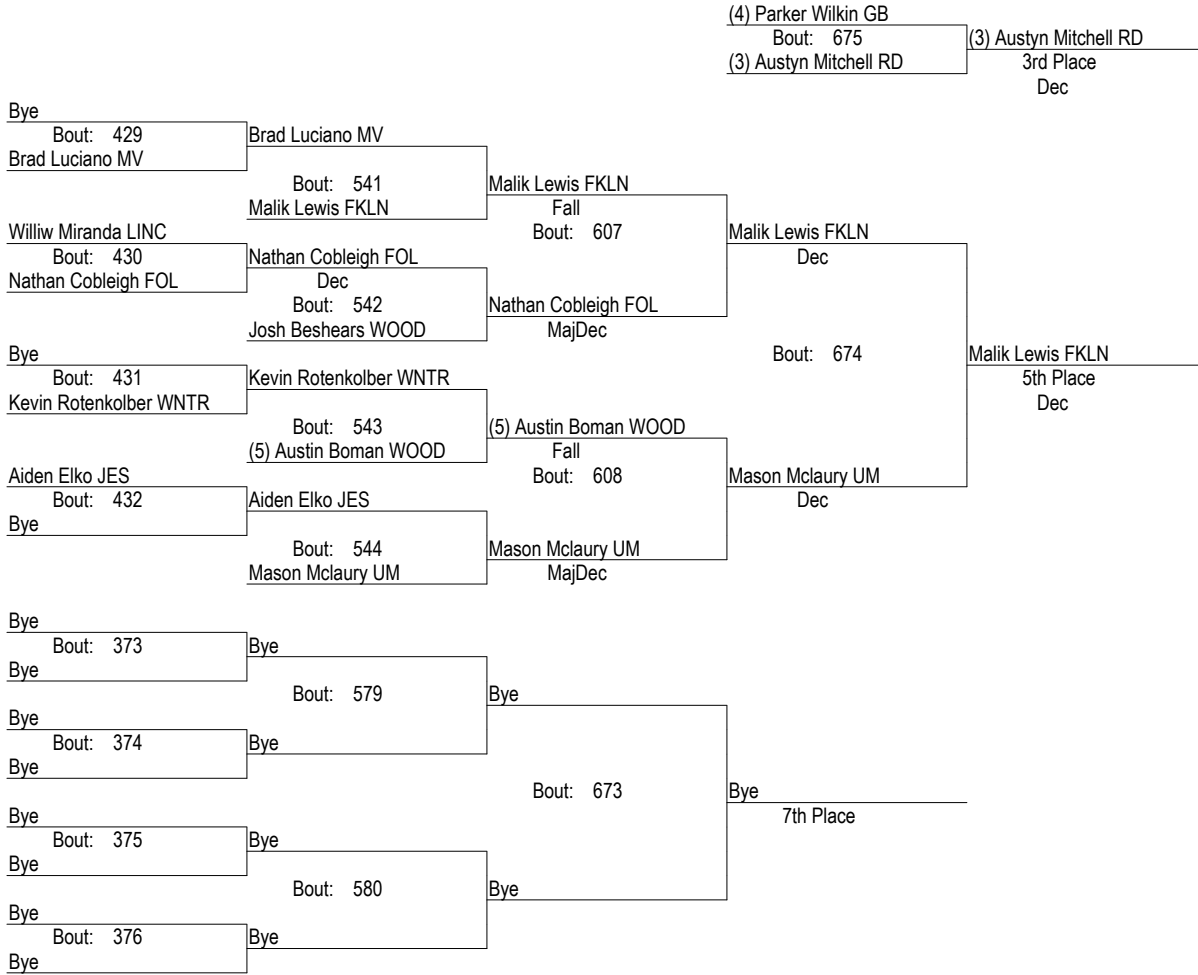 (4) Parker Wilkin GB
Bout: 675
(3) Austyn Mitchell RD
(3) Austyn Mitchell RD
3rd Place
Dec
Bye
Bout: 429
Brad Luciano MV
Brad Luciano MV
Bout: 541
Malik Lewis FKLN
Malik Lewis FKLN
Fall
Bout: 607
Malik Lewis FKLN
Dec
Williw Miranda LINC
Bout: 430
Nathan Cobleigh FOL
Nathan Cobleigh FOL
Dec
Bout: 542
Josh Beshears WOOD
Nathan Cobleigh FOL
MajDec
Bout: 674
Malik Lewis FKLN
5th Place
Dec
Bye
Bout: 431
Kevin Rotenkolber WNTR
Kevin Rotenkolber WNTR
Bout: 543
(5) Austin Boman WOOD
(5) Austin Boman WOOD
Fall
Bout: 608
Mason Mclaury UM
Dec
Aiden Elko JES
Bout: 432
Bye
Aiden Elko JES
Bout: 544
Mason Mclaury UM
Mason Mclaury UM
MajDec
Bye
Bout: 373
Bye
Bye
Bout: 579
Bye
Bye
Bout: 374
Bye
Bye
Bout: 673
Bye
7th Place
Bye
Bout: 375
Bye
Bye
Bout: 580
Bye
Bye
Bout: 376
Bye
Bye